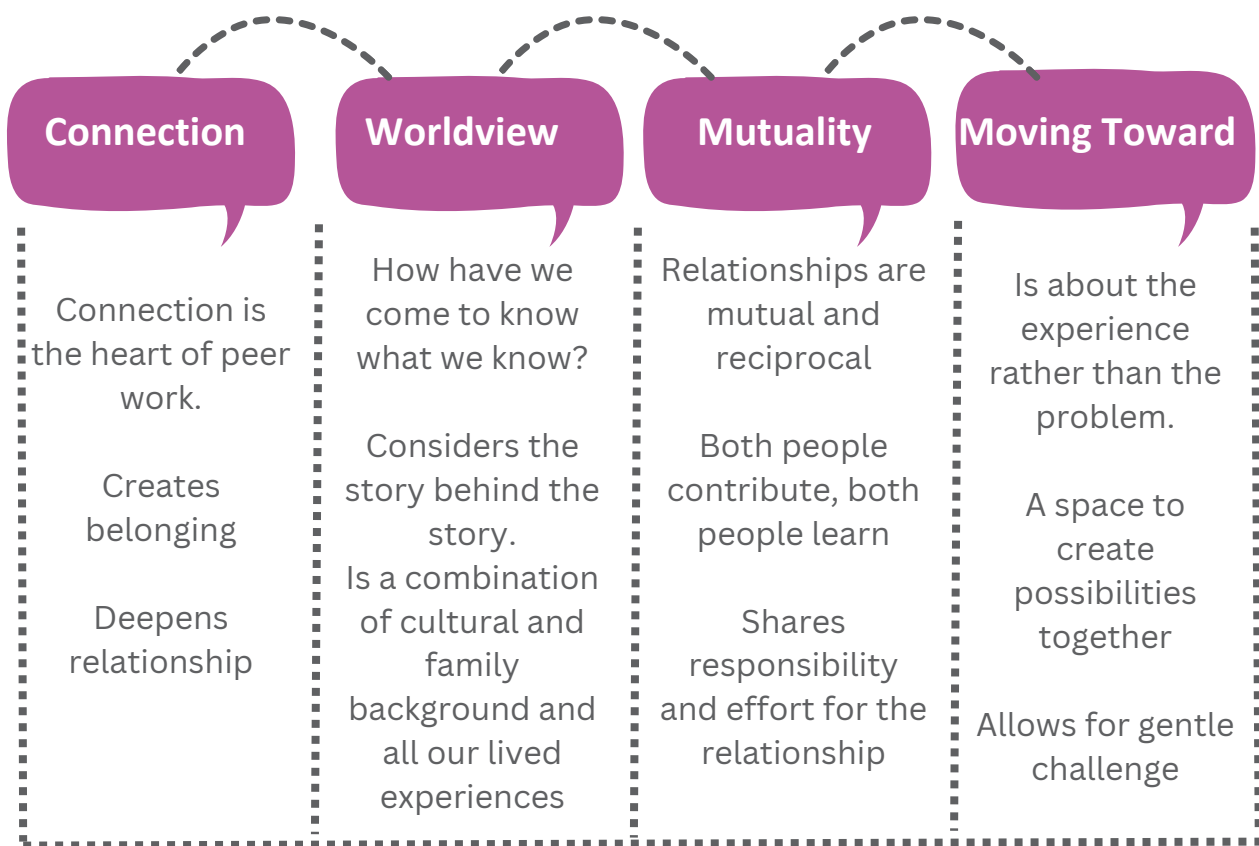 Connection
Connection is
the heart of peer
work.
Creates
belonging
Deepens
relationship
Worldview
How have we
come to know
what we know?
Considers the
story behind the
story.
Is a combination
of cultural and
family
background and
all our lived
experiences
Mutuality
Relationships are
mutual and
reciprocal
Both people
contribute, both
people learn
Shares
responsibility
and effort for the
relationship
Moving Toward
Is about the
experience
rather than the
problem.
A space to
create
possibilities
together
Allows for gentle
challenge